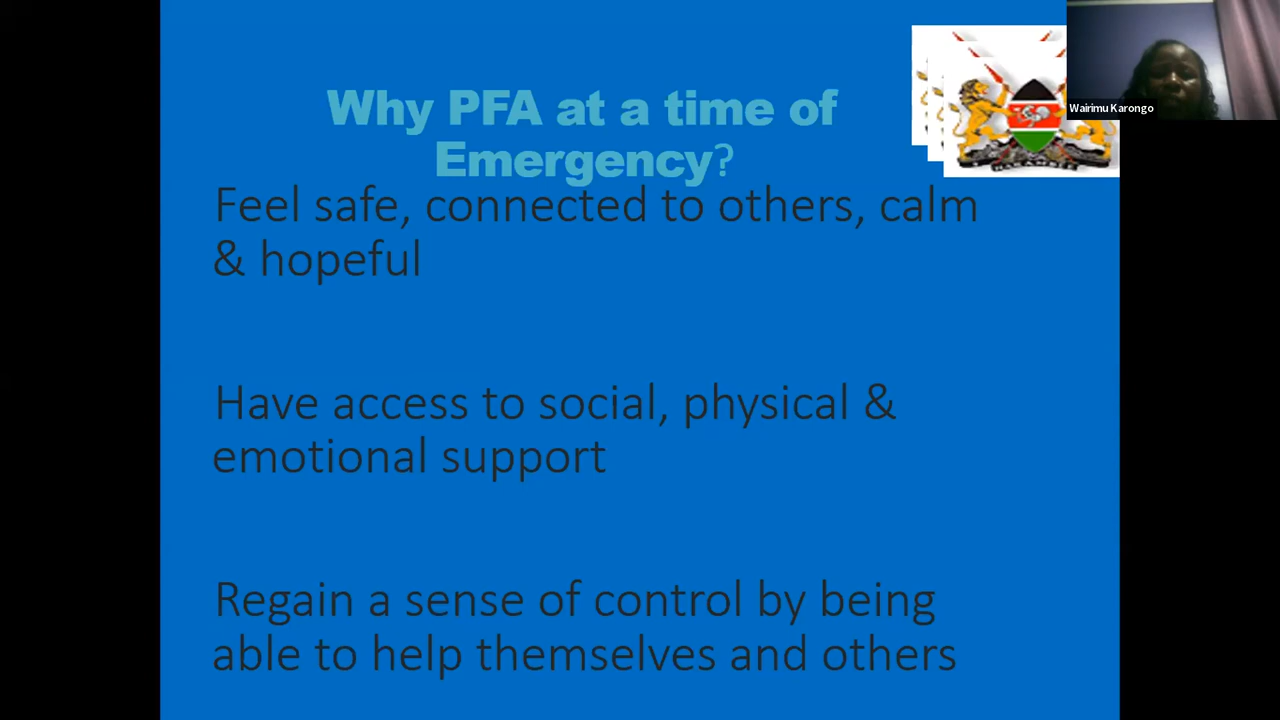 Why PFA at a time of
Emergency?
Wairimu Karongo
HARAMBEE
Feel safe, connected to others, calm
& hopeful
Have access to social, physical &
emotional support
Regain a sense of control by being
able to help themselves and others